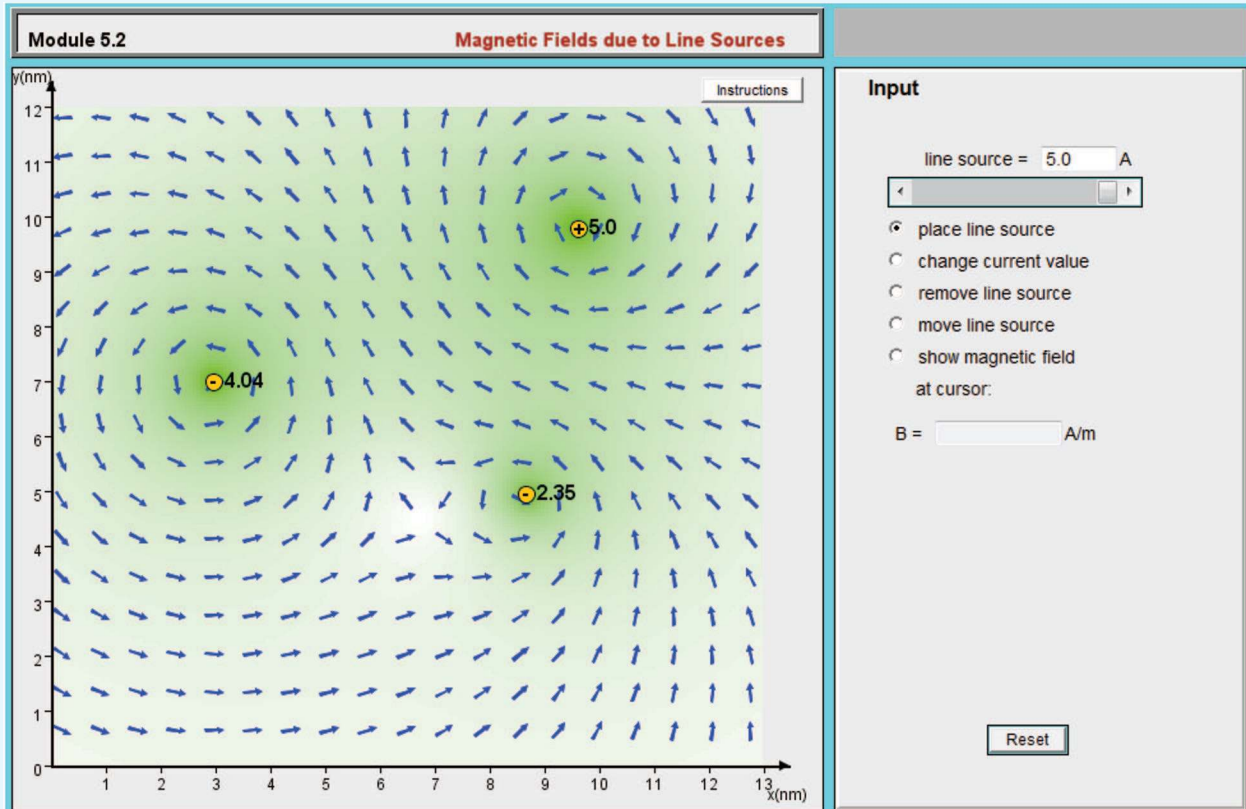 Module 5.2
Magnetic Fields due to Line Sources
y(nm)
Instructions
12
11
10
9
8
7
6
5
4
3
2
1
0
+5.0
-4.04
-2.35
1 2 3 4 5 6 7 8 9 10 11 12 13
x(nm)
Input
line source = 5.0 A
place line source
change current value
remove line source
move line source
show magnetic field
at cursor:
B = A/m
Reset